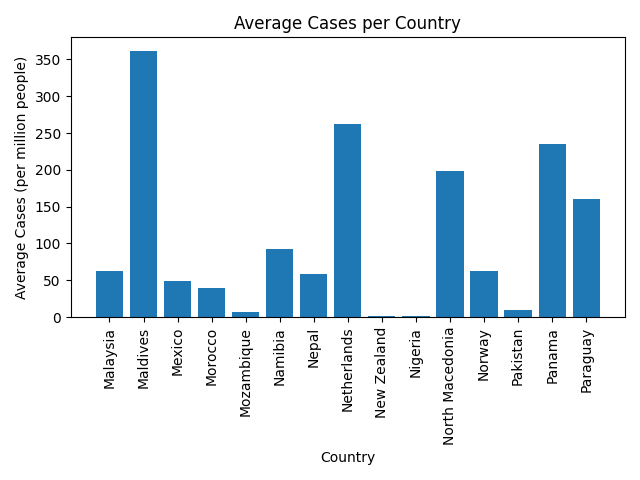 Average Cases per Country
Average Cases (per million people)
350
300
250
200
150
100
50
0
Malaysia
Maldives
Mexico
Morocco
Mozambique
Namibia
Nepal
Netherlands
New Zealand
Nigeria
North Macedonia
Norway
Pakistan
Panama
Paraguay
Country